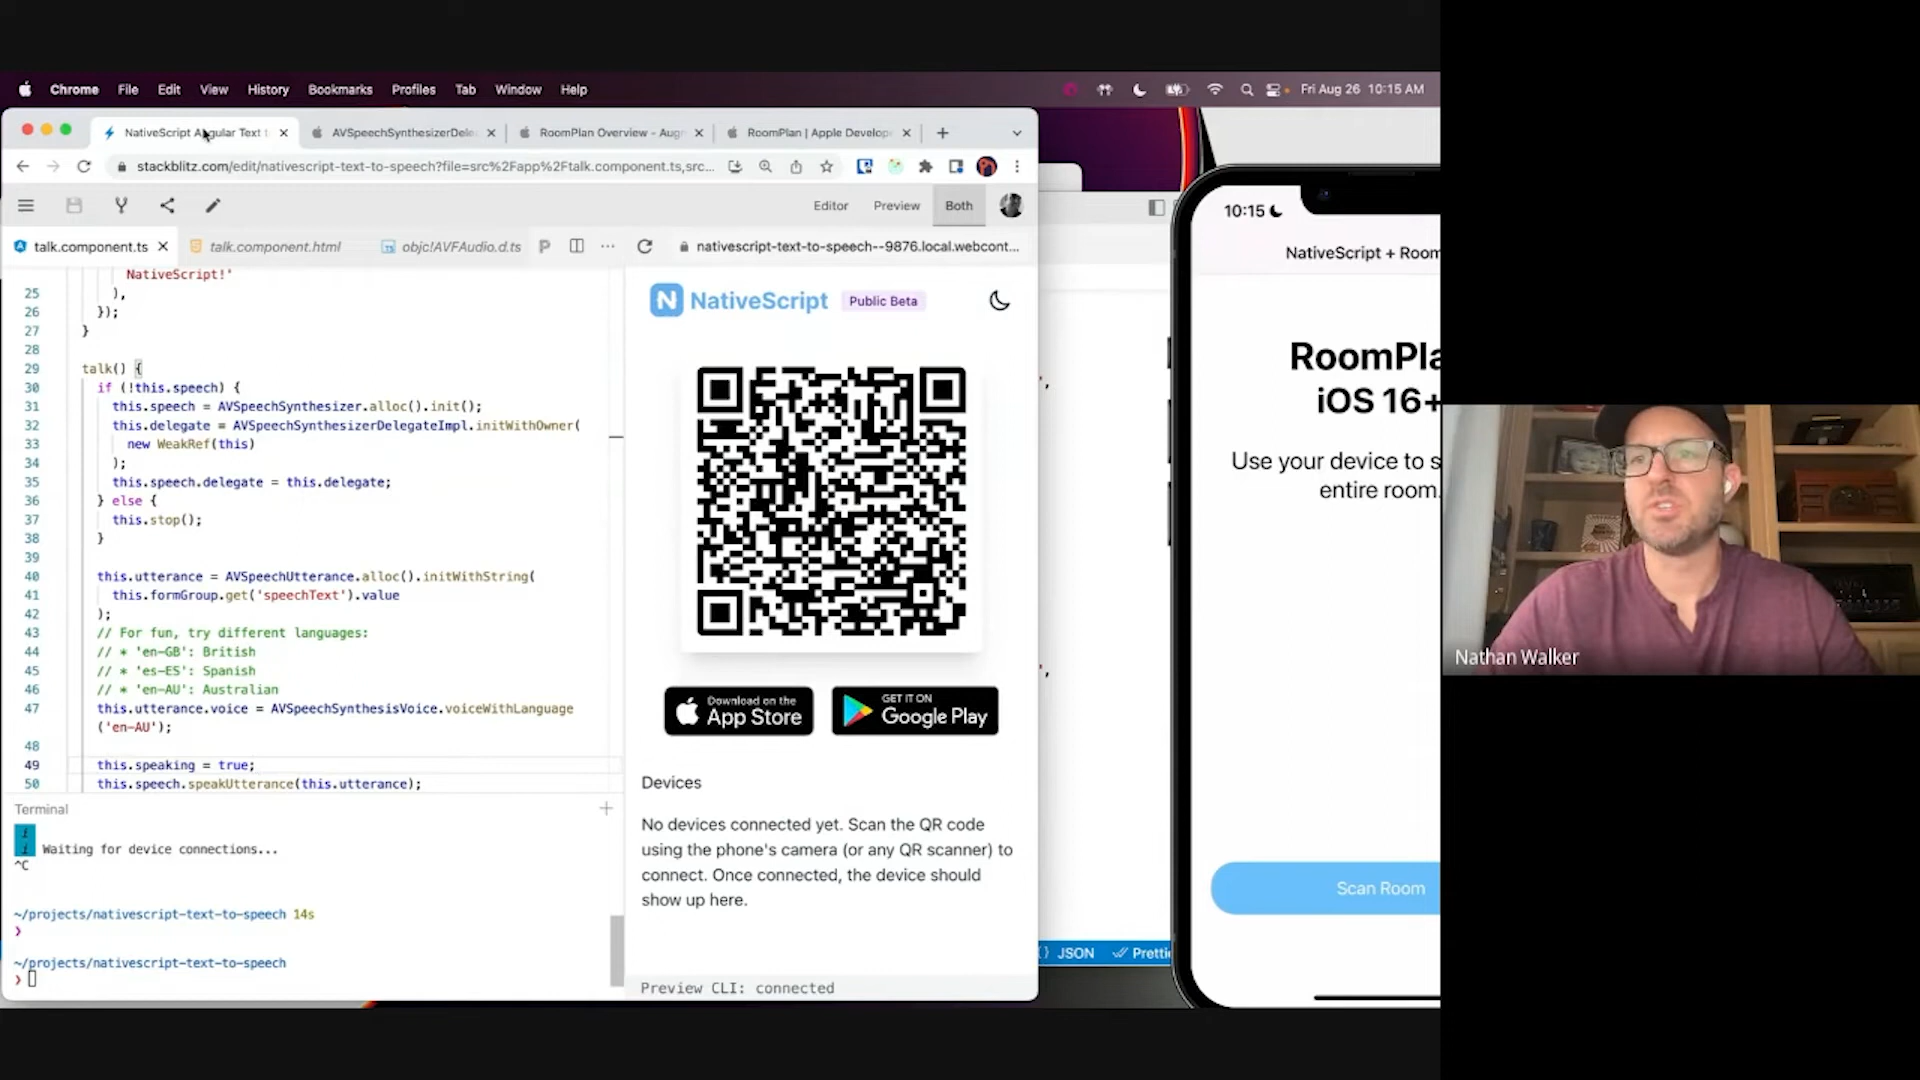 Chrome File Edit View History Bookmarks Profiles Tab Window Help
Fri Aug 26 10:15 AM
NativeScript Angular Text t
AVSpeechSynthesizerDele
RoomPlan Overview - Aug
RoomPlan | Apple Develop
stackblitz.com/edit/nativescript-text-to-speech?file=src%2Fapp%2Ftalk.component.ts,src...
Editor Preview Both
talk.component.ts
talk.component.html
objc!AVFAudio.d.ts
nativescript-text-to-speech--9876.local.webcont...
NativeScript!'
25 ),
26 });
27 }
28
29 talk() {
30 if (!this.speech) {
31 this.speech = AVSpeechSynthesizer.alloc().init();
32 this.delegate = AVSpeechSynthesizerDelegateImpl.initWithOwner(
33 new WeakRef(this)
34 );
35 this.speech.delegate = this.delegate;
36 } else {
37 this.stop();
38 }
39
40 this.utterance = AVSpeechUtterance.alloc().initWithString(
41 this.formGroup.get('speechText').value
42 );
43 // For fun, try different languages:
44 // * 'en-GB': British
45 // * 'es-ES': Spanish
46 // * 'en-AU': Australian
47 this.utterance.voice = AVSpeechSynthesisVoice.voiceWithLanguage
('en-AU');
48
49 this.speaking = true;
50 this.speech.speakUtterance(this.utterance);
Terminal
i
i Waiting for device connections...
^C
~/projects/nativescript-text-to-speech 14s
❯
~/projects/nativescript-text-to-speech
❯
N NativeScript Public Beta
Download on the
App Store
GET IT ON
Google Play
Devices
No devices connected yet. Scan the QR code
using the phone's camera (or any QR scanner) to
connect. Once connected, the device should
show up here.
Preview CLI: connected
JSON Pretti
10:15
NativeScript + Room
RoomPla
iOS 16+
Use your device to s
entire room.
Scan Room
Nathan Walker